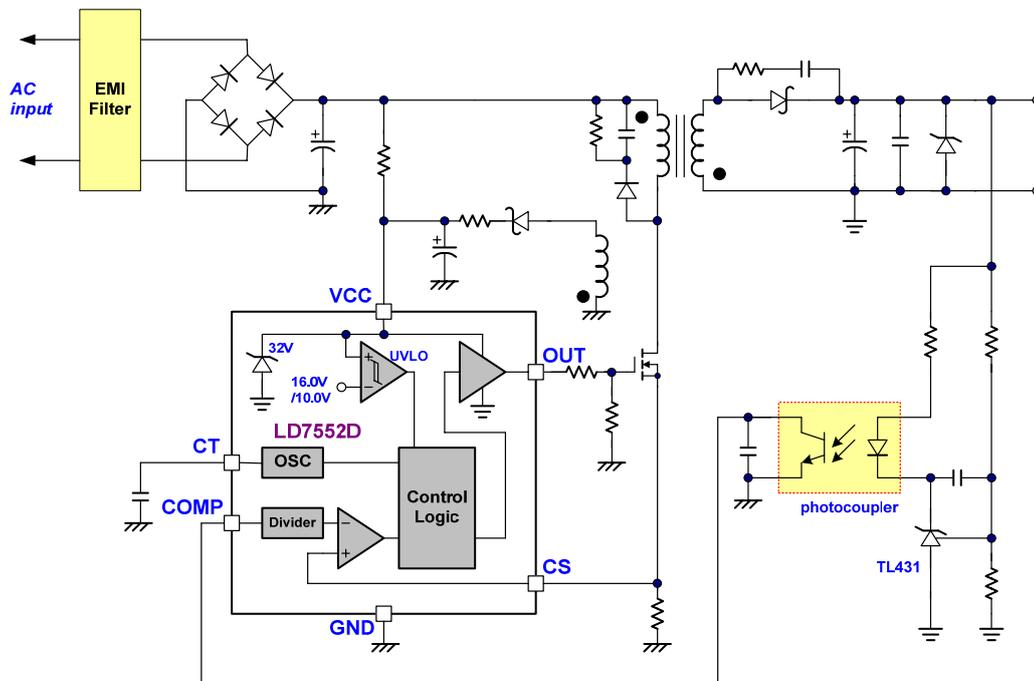 AC
input
EMI
Filter
+
+
+
VCC
32V
+
UVLO
16.0V
/10.0V
−
OUT
LD7552D
CT
OSC
COMP
Divider
−
+
Control
Logic
CS
GND
photocoupler
TL431